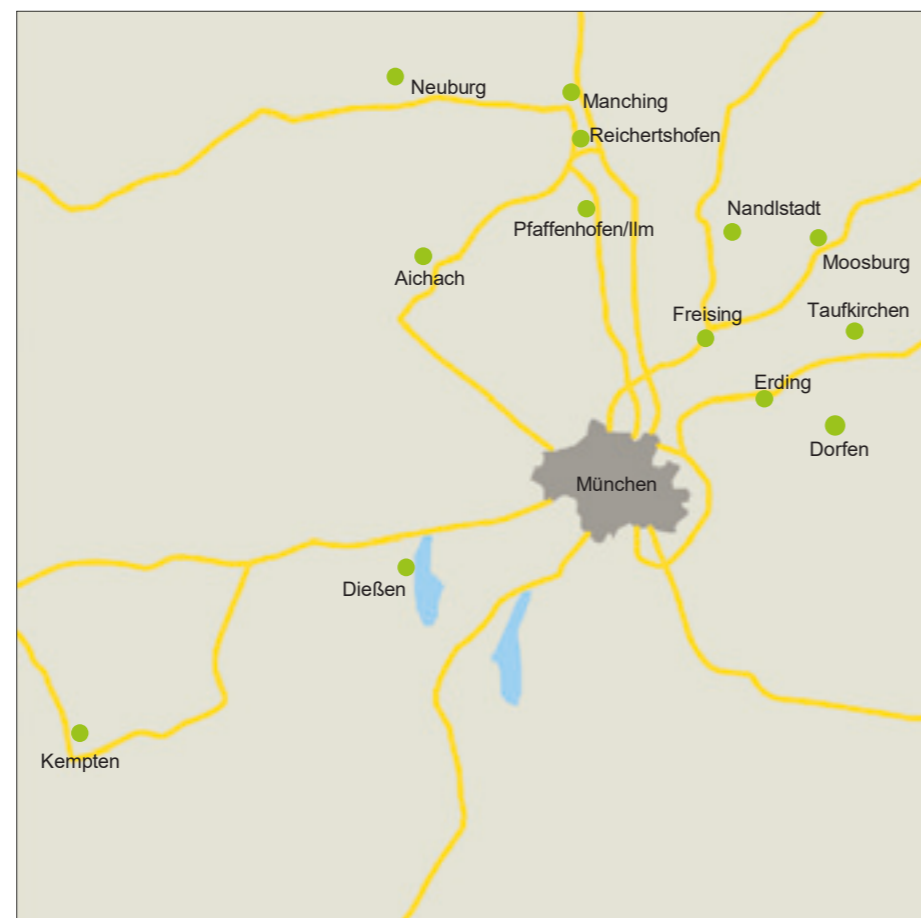 Neuburg
Manching
Reichertshofen
Nandlstadt
Pfaffenhofen/Ilm
Moosburg
Aichach
Taufkirchen
Freising
Erding
Dorfen
München
Dießen
Kempten